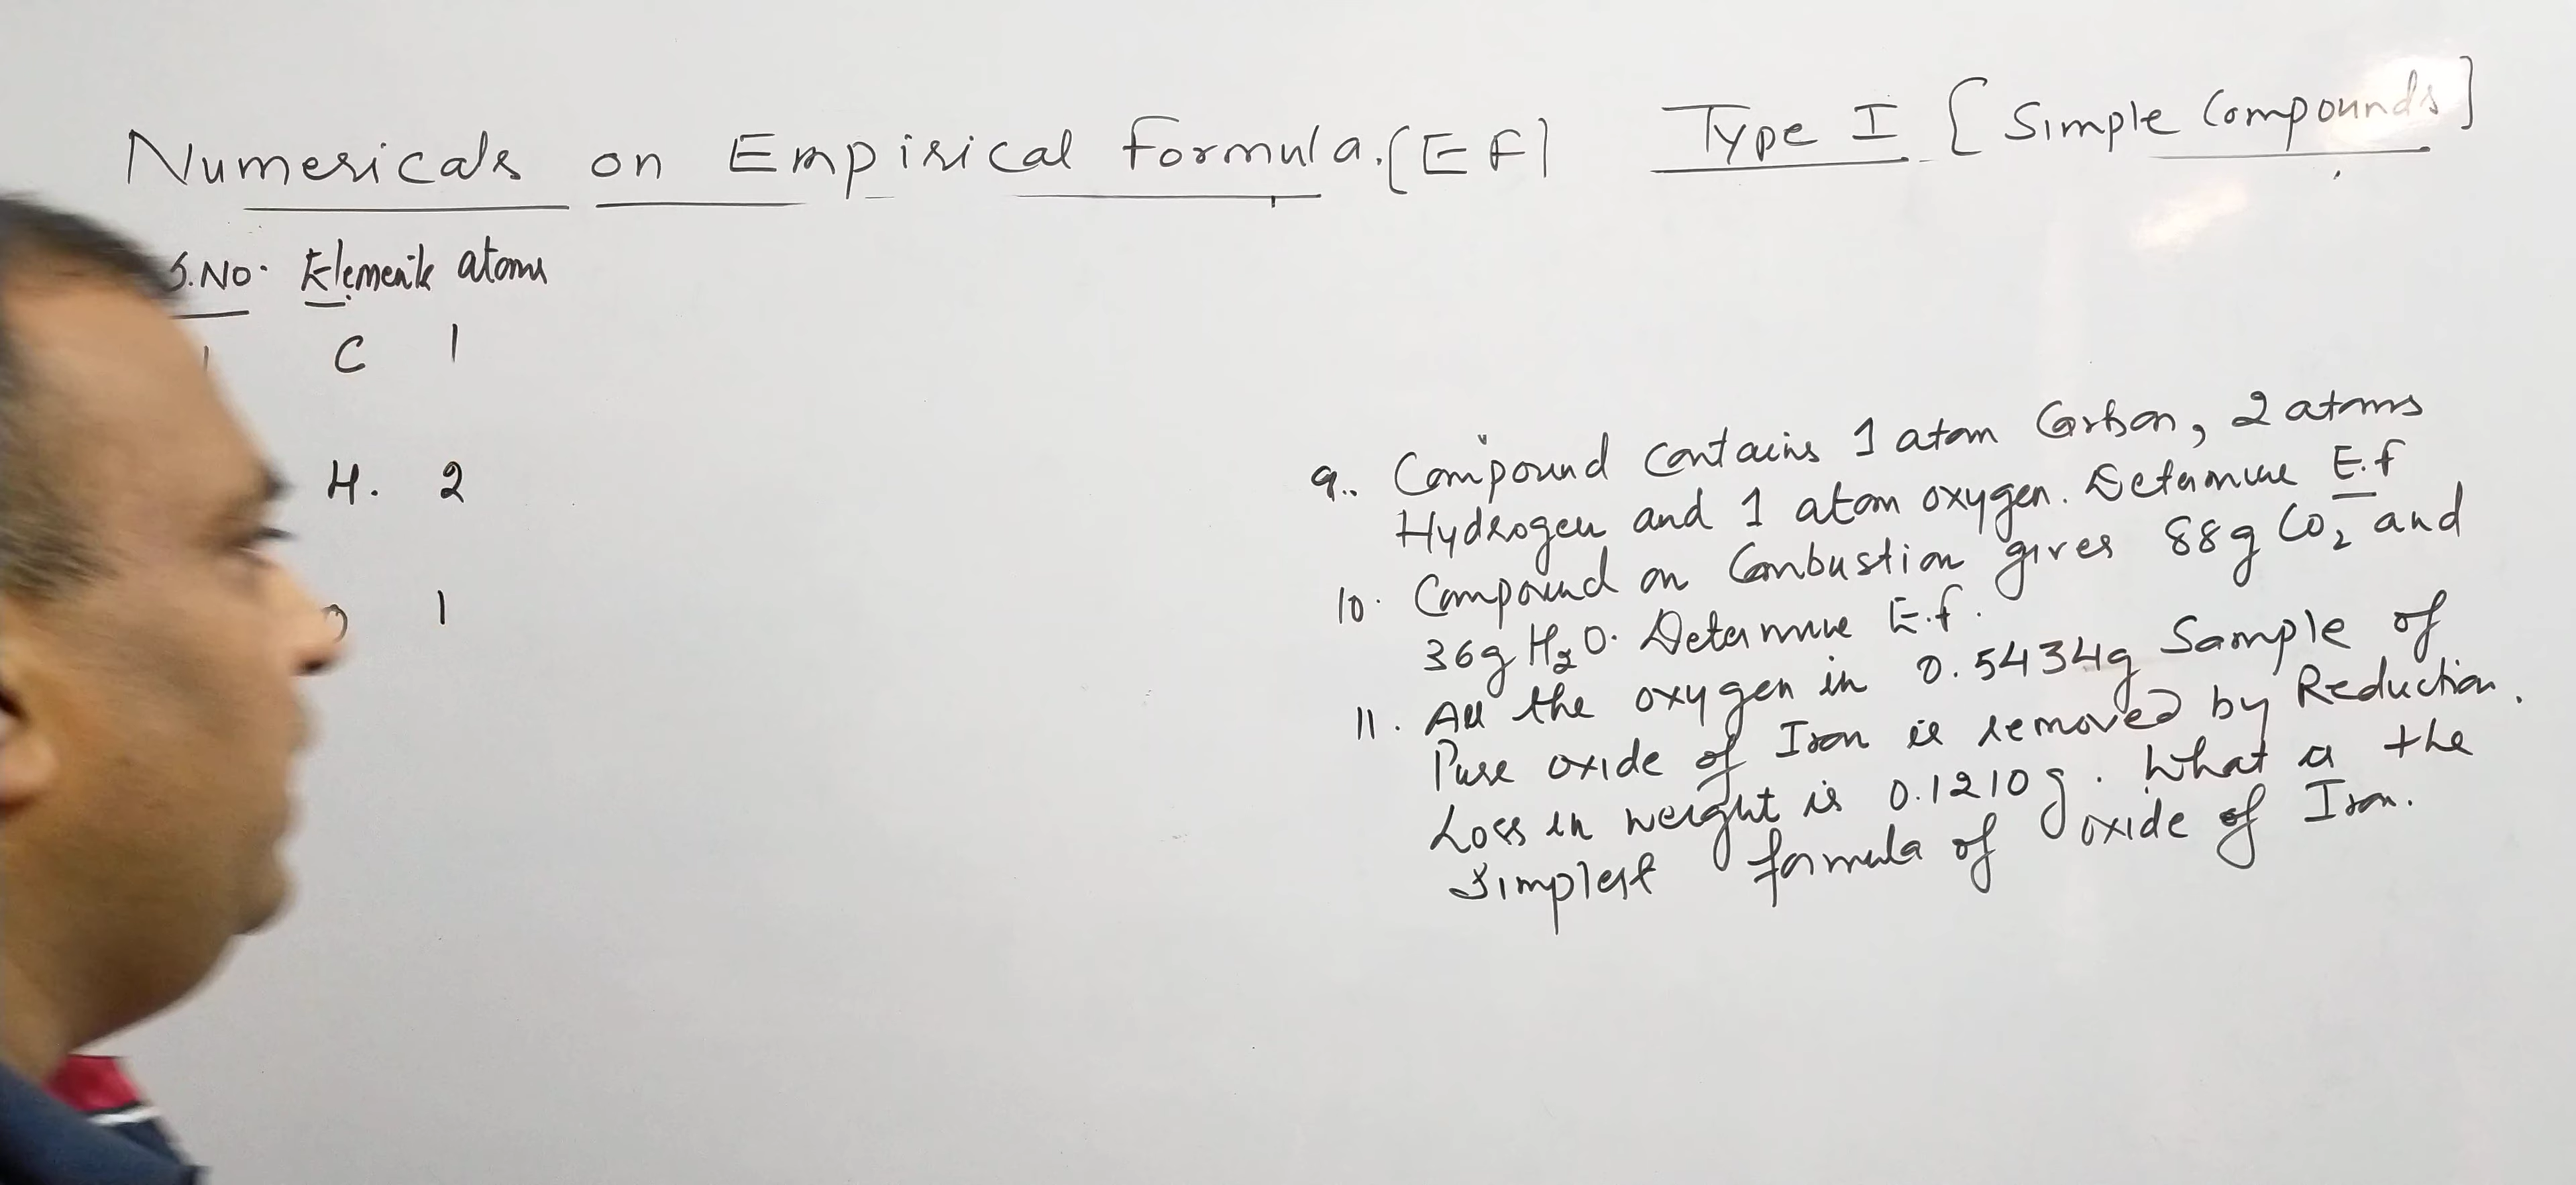 Numericals on Empirical Formula. [EF] Type I [Simple Compounds]
S.No. Elements atoms
1 C 1
H. 2
O 1
9.. Compound contains 1 atom Carbon, 2 atoms
Hydrogen and 1 atom oxygen. Determine E.f
10. Compound on Combustion gives 88g CO2 and
36g H2O. Determine E.f.
11. All the oxygen in 0.5434g Sample of
Pure oxide of Iron is removed by Reduction.
Loss in weight is 0.1210g. What is the
Simplest formula of oxide of Iron.